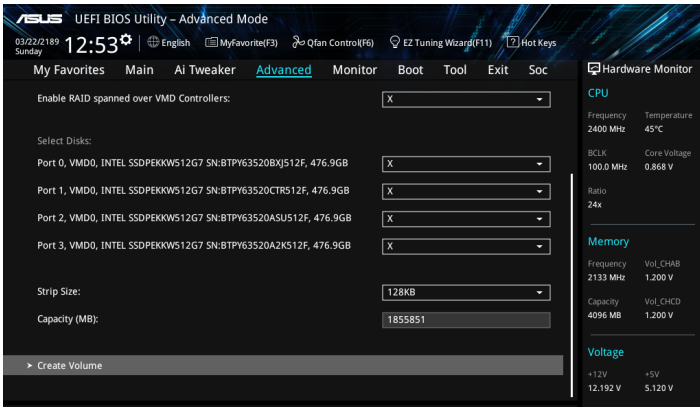 ASUS UEFI BIOS Utility – Advanced Mode
03/22/2189 Sunday 12:53 English MyFavorite(F3) Qfan Control(F6) EZ Tuning Wizard(F11) ? Hot Keys
My Favorites Main Ai Tweaker Advanced Monitor Boot Tool Exit Soc
Enable RAID spanned over VMD Controllers: X
Select Disks:
Port 0, VMD0, INTEL SSDPEKKW512G7 SN:BTPY63520BXJ512F, 476.9GB X
Port 1, VMD0, INTEL SSDPEKKW512G7 SN:BTPY63520CTR512F, 476.9GB X
Port 2, VMD0, INTEL SSDPEKKW512G7 SN:BTPY63520ASU512F, 476.9GB X
Port 3, VMD0, INTEL SSDPEKKW512G7 SN:BTPY63520A2K512F, 476.9GB X
Strip Size: 128KB
Capacity (MB): 1855851
> Create Volume
Hardware Monitor
CPU
Frequency Temperature
2400 MHz 45°C
BCLK Core Voltage
100.0 MHz 0.868 V
Ratio
24x
Memory
Frequency Vol_CHAB
2133 MHz 1.200 V
Capacity Vol_CHCD
4096 MB 1.200 V
Voltage
+12V +5V
12.192 V 5.120 V